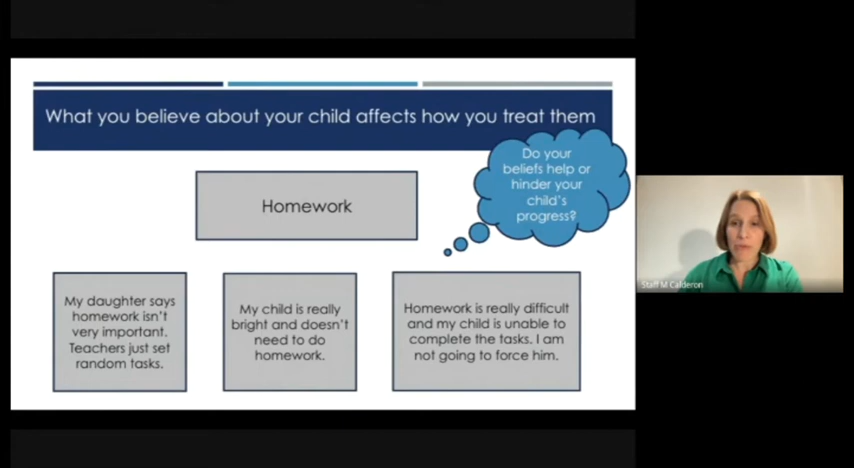 What you believe about your child affects how you treat them
Do your
beliefs help or
hinder your
child's
progress?
Homework
My daughter says
homework isn't
very important.
Teachers just set
random tasks.
My child is really
bright and doesn't
need to do
homework.
Homework is really difficult
and my child is unable to
complete the tasks. I am
not going to force him.
Staff M Calderon